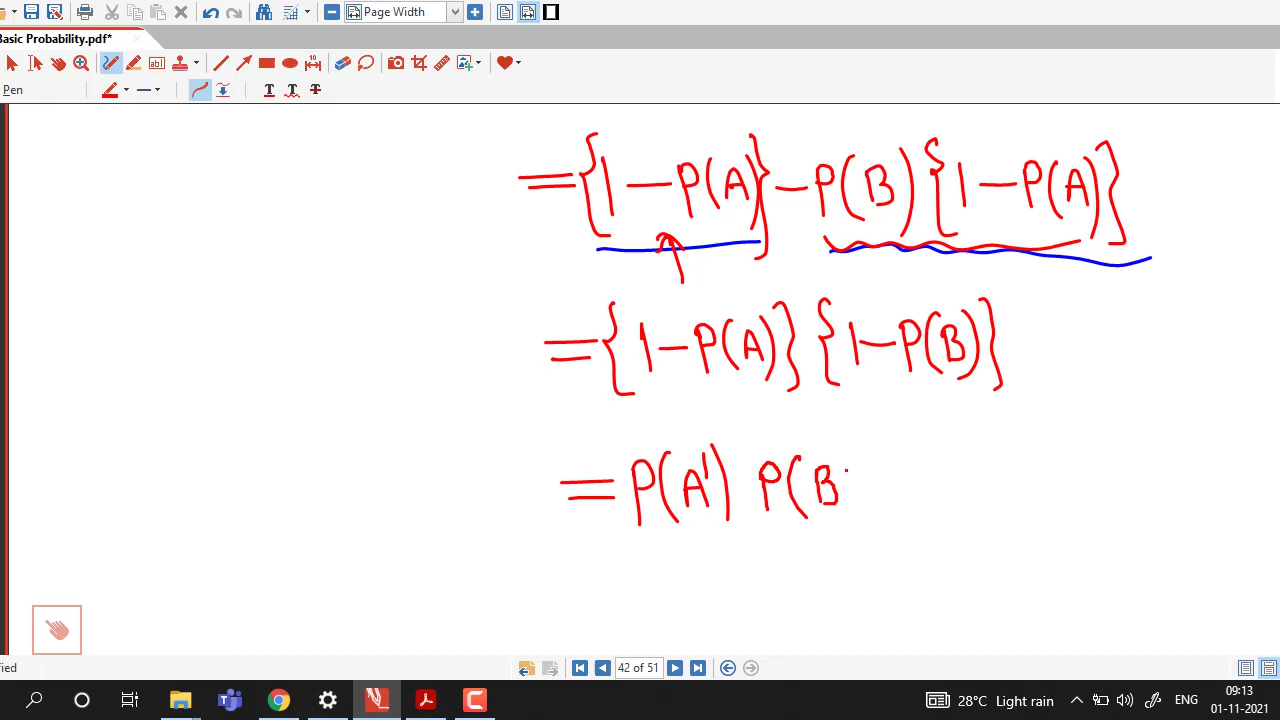 Page Width
Basic Probability.pdf*
10
Pen
= {1 - P(A)} - P(B) {1 - P(A)}
= {1 - P(A)} {1 - P(B)}
= P(A') P(B
42 of 51
28°C Light rain
ENG
09:13
01-11-2021